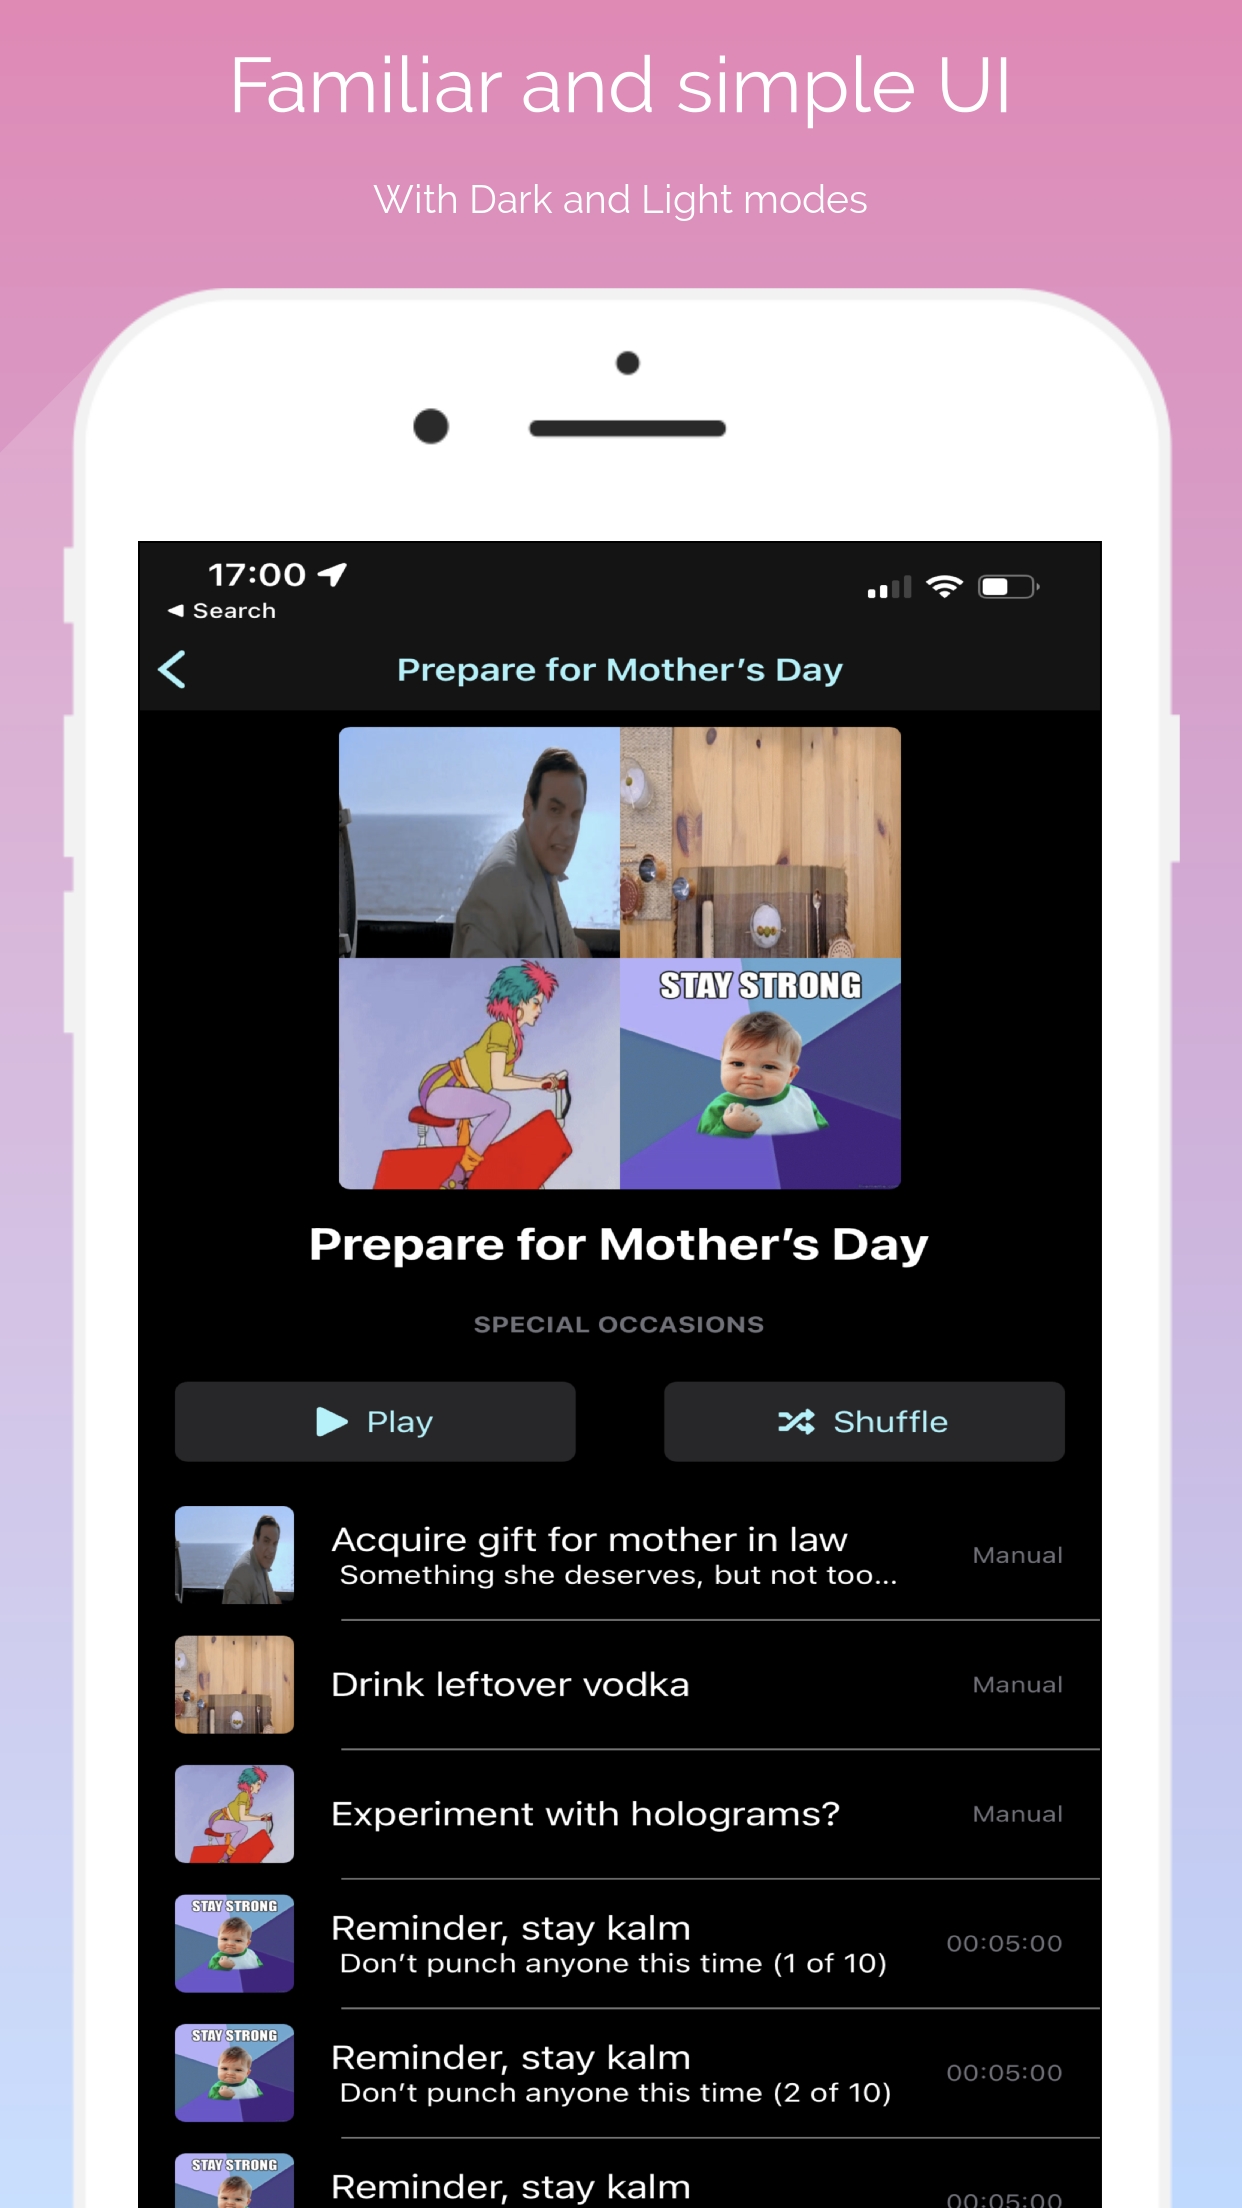 Familiar and simple UI
With Dark and Light modes
17:00
Search
Prepare for Mother’s Day
STAY STRONG
Prepare for Mother’s Day
SPECIAL OCCASIONS
Play
Shuffle
Acquire gift for mother in law
Something she deserves, but not too...
Manual
Drink leftover vodka
Manual
Experiment with holograms?
Manual
STAY STRONG
Reminder, stay kalm
Don’t punch anyone this time (1 of 10)
00:05:00
STAY STRONG
Reminder, stay kalm
Don’t punch anyone this time (2 of 10)
00:05:00
STAY STRONG
Reminder, stay kalm
00:05:00